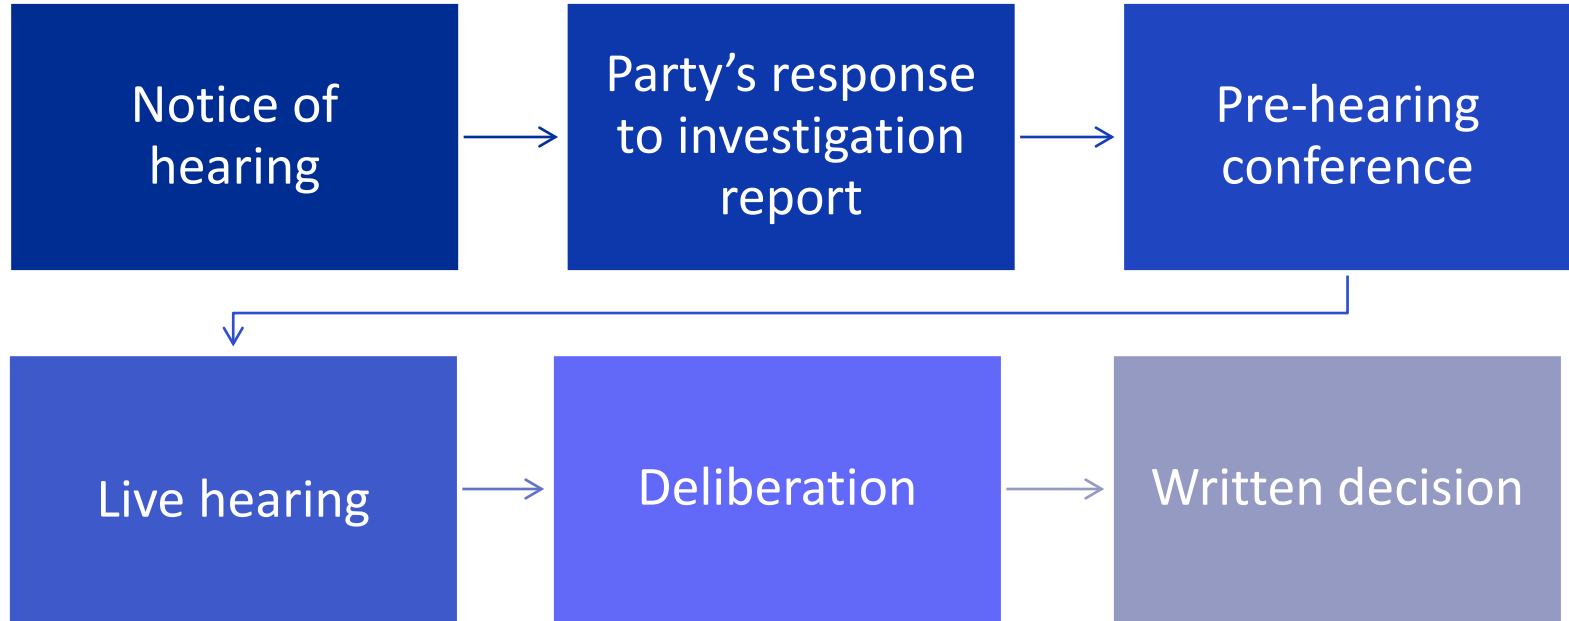 Notice of
hearing
Party’s response
to investigation
report
Pre-hearing
conference
Live hearing
Deliberation
Written decision